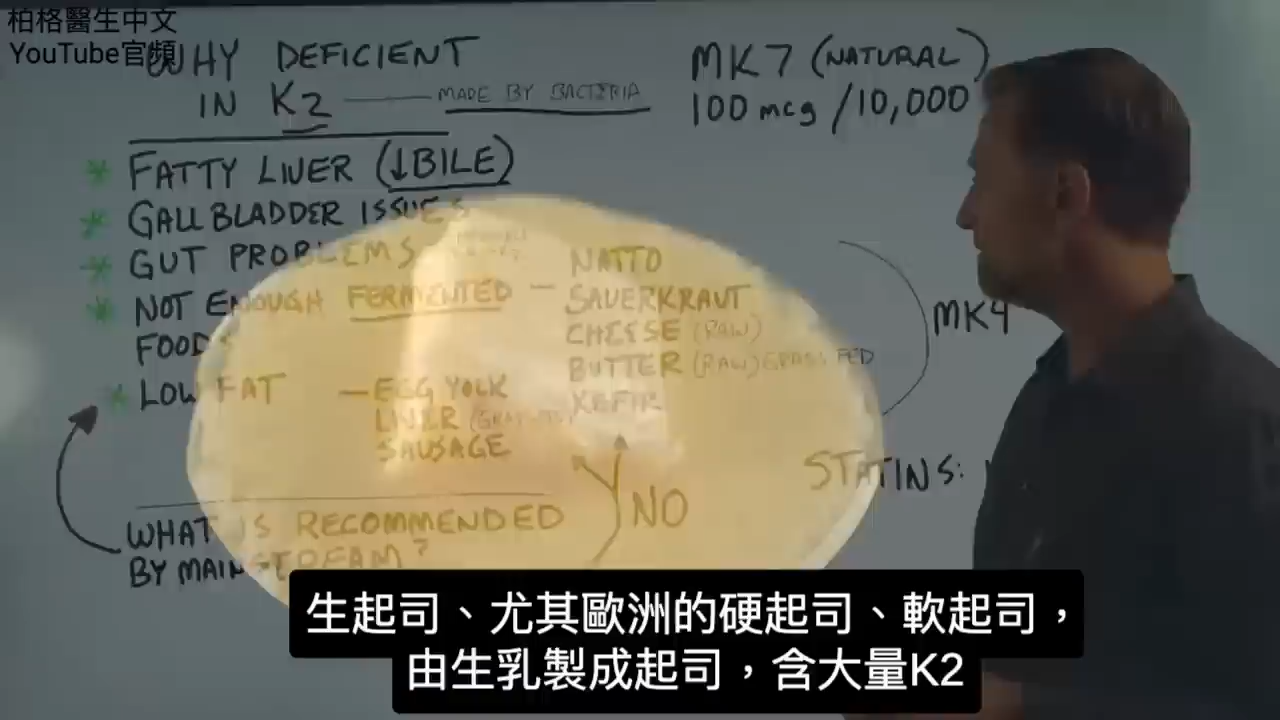 柏格醫生中文
YouTube官頻
WHY DEFICIENT
IN K2 — MADE BY BACTERIA
MK7 (NATURAL)
100 mcg /10,000
* FATTY LIVER (↓BILE)
* GALLBLADDER ISSUES
* GUT PROBLEMS
* NOT ENOUGH FERMENTED —
FOODS
NATTO
SAUERKRAUT
CHEESE (RAW)
BUTTER (RAW) GRASS FED
KEFIR
MK4
* LOW FAT — EGG YOLK
LIVER
SAUSAGE
STATINS:
NO
WHAT IS RECOMMENDED
BY MAINSTREAM?
生起司、尤其歐洲的硬起司、軟起司，
由生乳製成起司，含大量K2